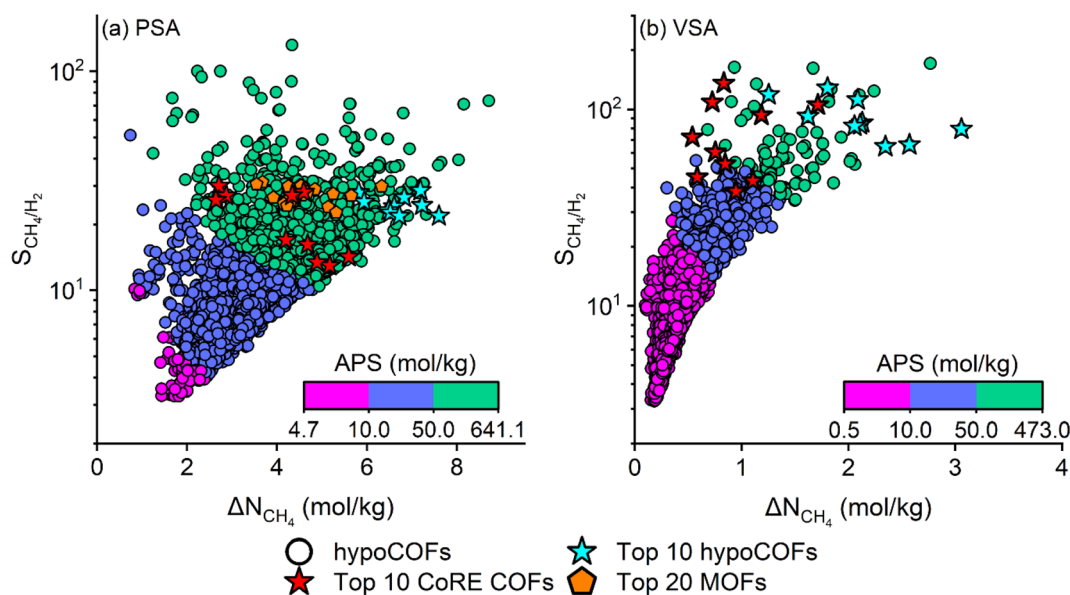 (a) PSA
(b) VSA
10²
10¹
S_CH₄/H₂
APS (mol/kg)
4.7 10.0 50.0 641.1
0 2 4 6 8
ΔN_CH₄ (mol/kg)
10²
10¹
S_CH₄/H₂
APS (mol/kg)
0.5 10.0 50.0 473.0
0 1 2 3 4
ΔN_CH₄ (mol/kg)
hypoCOFs
Top 10 hypoCOFs
Top 10 CoRE COFs
Top 20 MOFs